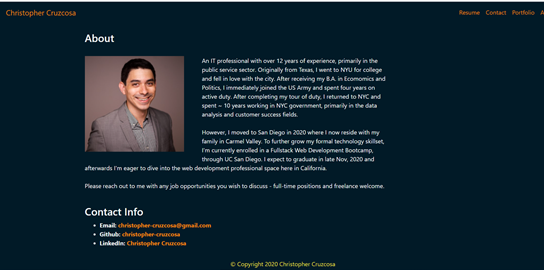 Christopher Cruzcosa
Resume Contact Portfolio A
About
An IT professional with over 12 years of experience, primarily in the
public service sector. Originally from Texas, I went to NYU for college
and fell in love with the city. After receiving my B.A. in Ecomomics and
Politics, I immediately joined the US Army and spent four years on
active duty. After completing my tour of duty, I returned to NYC and
spent ~ 10 years working in NYC government, primarily in the data
analysis and customer success fields.
However, I moved to San Diego in 2020 where I now reside with my
family in Carmel Valley. To further grow my formal technology skillset,
I'm currently enrolled in a Fullstack Web Development Bootcamp,
through UC San Diego. I expect to graduate in late Nov, 2020 and
afterwards I'm eager to dive into the web development professional space here in California.
Please reach out to me with any job opportunities you wish to discuss - full-time positions and freelance welcome.
Contact Info
Email: christopher-cruzcosa@gmail.com
Github: christopher-cruzcosa
LinkedIn: Christopher Cruzcosa
© Copyright 2020 Christopher Cruzcosa